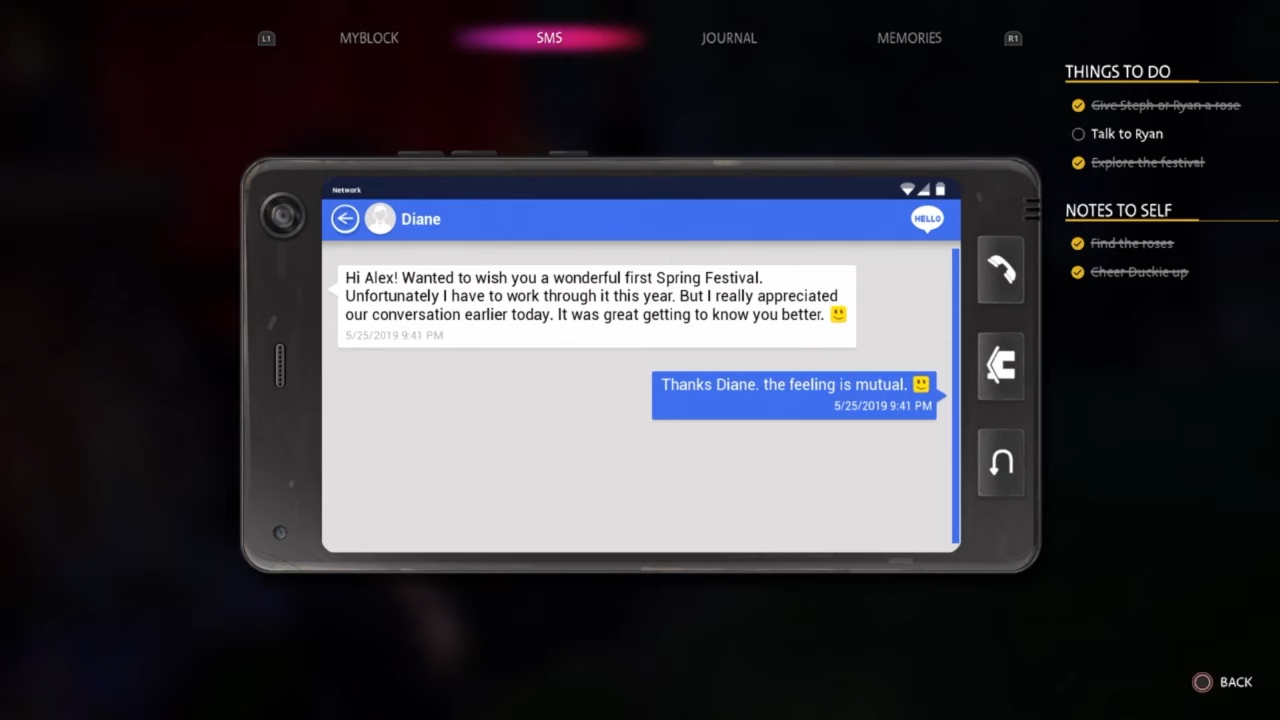 L1
MYBLOCK
SMS
JOURNAL
MEMORIES
R1
THINGS TO DO
Give Steph or Ryan a rose
Talk to Ryan
Explore the festival
NOTES TO SELF
Find the roses
Cheer Duckie up
Network
Diane
HELLO
Hi Alex! Wanted to wish you a wonderful first Spring Festival.
Unfortunately I have to work through it this year. But I really appreciated
our conversation earlier today. It was great getting to know you better.
5/25/2019 9:41 PM
Thanks Diane. the feeling is mutual.
5/25/2019 9:41 PM
BACK